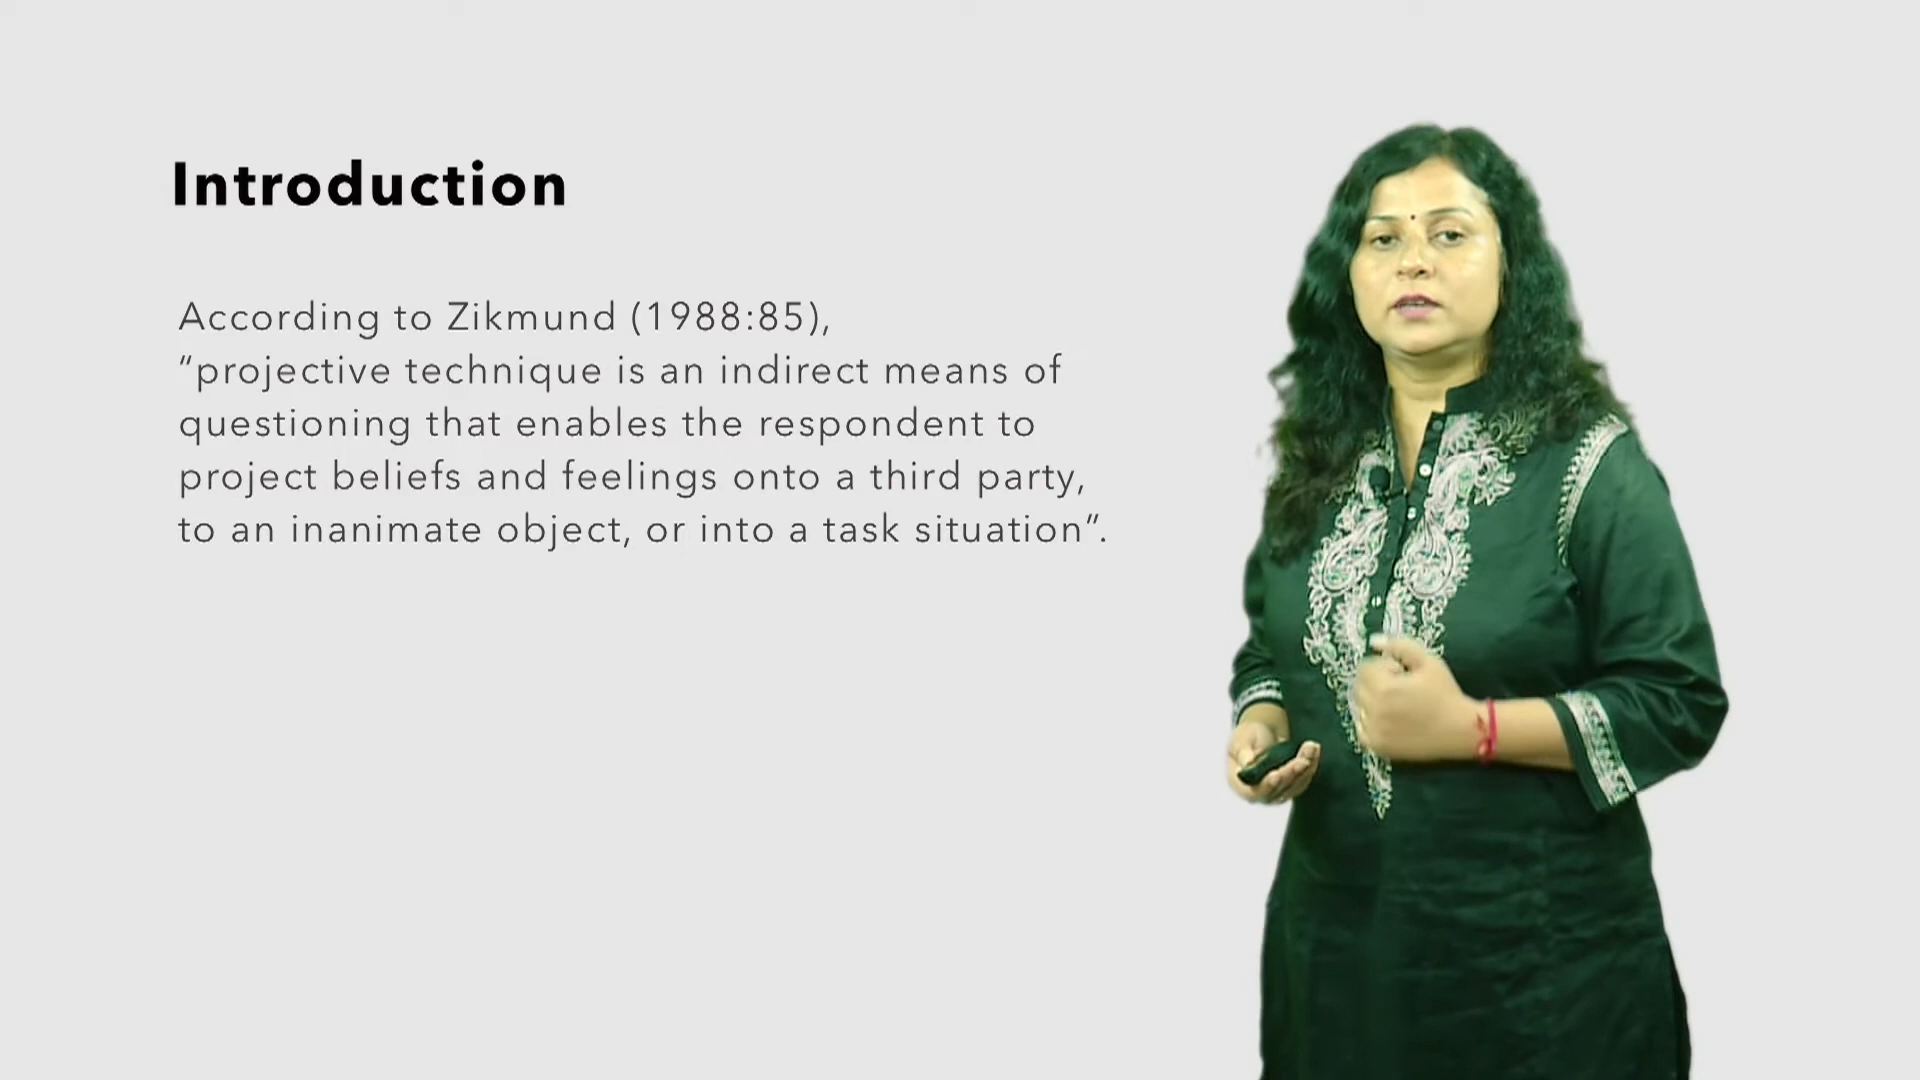 Introduction
According to Zikmund (1988:85),
“projective technique is an indirect means of
questioning that enables the respondent to
project beliefs and feelings onto a third party,
to an inanimate object, or into a task situation”.